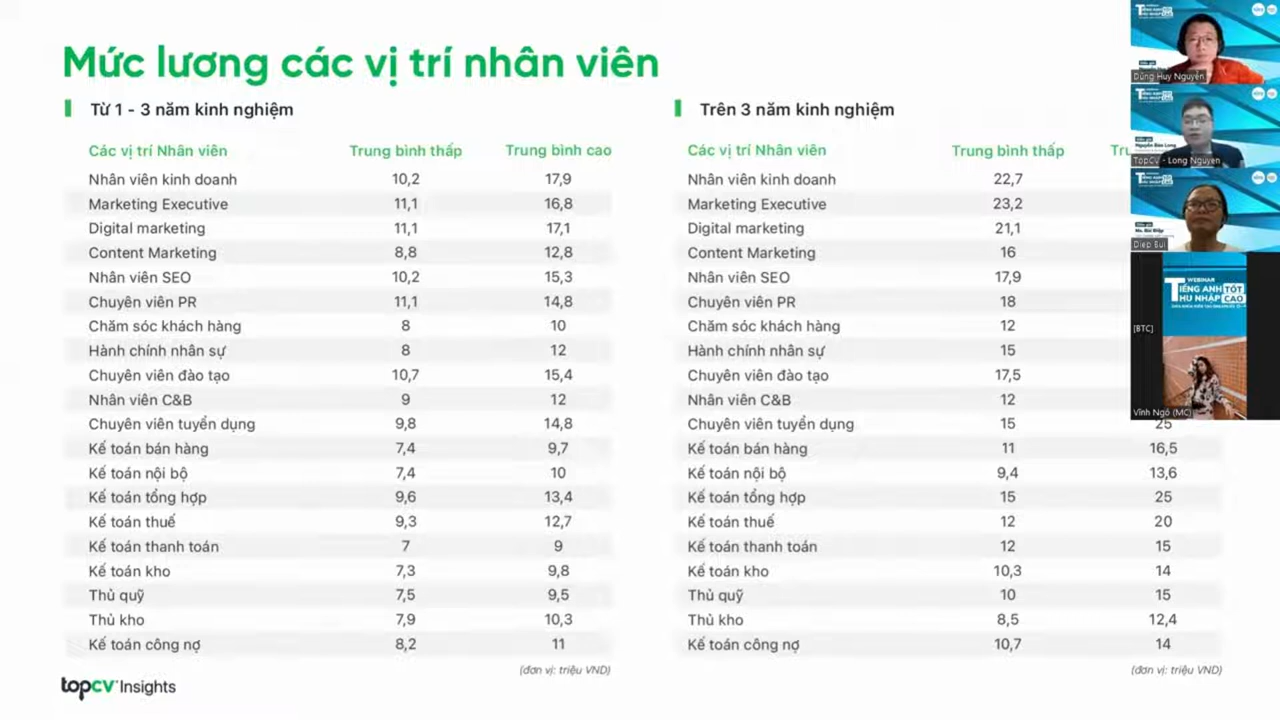 Mức lương các vị trí nhân viên
Từ 1 - 3 năm kinh nghiệm
Các vị trí Nhân viên Trung bình thấp Trung bình cao
Nhân viên kinh doanh 10,2 17,9
Marketing Executive 11,1 16,8
Digital marketing 11,1 17,1
Content Marketing 8,8 12,8
Nhân viên SEO 10,2 15,3
Chuyên viên PR 11,1 14,8
Chăm sóc khách hàng 8 10
Hành chính nhân sự 8 12
Chuyên viên đào tạo 10,7 15,4
Nhân viên C&B 9 12
Chuyên viên tuyển dụng 9,8 14,8
Kế toán bán hàng 7,4 9,7
Kế toán nội bộ 7,4 10
Kế toán tổng hợp 9,6 13,4
Kế toán thuế 9,3 12,7
Kế toán thanh toán 7 9
Kế toán kho 7,3 9,8
Thủ quỹ 7,5 9,5
Thủ kho 7,9 10,3
Kế toán công nợ 8,2 11
(đơn vị: triệu VND)
Trên 3 năm kinh nghiệm
Các vị trí Nhân viên Trung bình thấp
Nhân viên kinh doanh 22,7
Marketing Executive 23,2
Digital marketing 21,1
Content Marketing 16
Nhân viên SEO 17,9
Chuyên viên PR 18
Chăm sóc khách hàng 12
Hành chính nhân sự 15
Chuyên viên đào tạo 17,5
Nhân viên C&B 12
Chuyên viên tuyển dụng 15 25
Kế toán bán hàng 11 16,5
Kế toán nội bộ 9,4 13,6
Kế toán tổng hợp 15 25
Kế toán thuế 12 20
Kế toán thanh toán 12 15
Kế toán kho 10,3 14
Thủ quỹ 10 15
Thủ kho 8,5 12,4
Kế toán công nợ 10,7 14
(đơn vị: triệu VND)
topcv Insights
Dũng Huy Nguyễn
Nguyễn Bảo Long
TopCV - Long Nguyen
Ms. Bùi Điệp
Diep Bui
WEBINAR
TIẾNG ANH TỐT
THU NHẬP CAO
[BTC]
Vĩnh Ngô (MC)